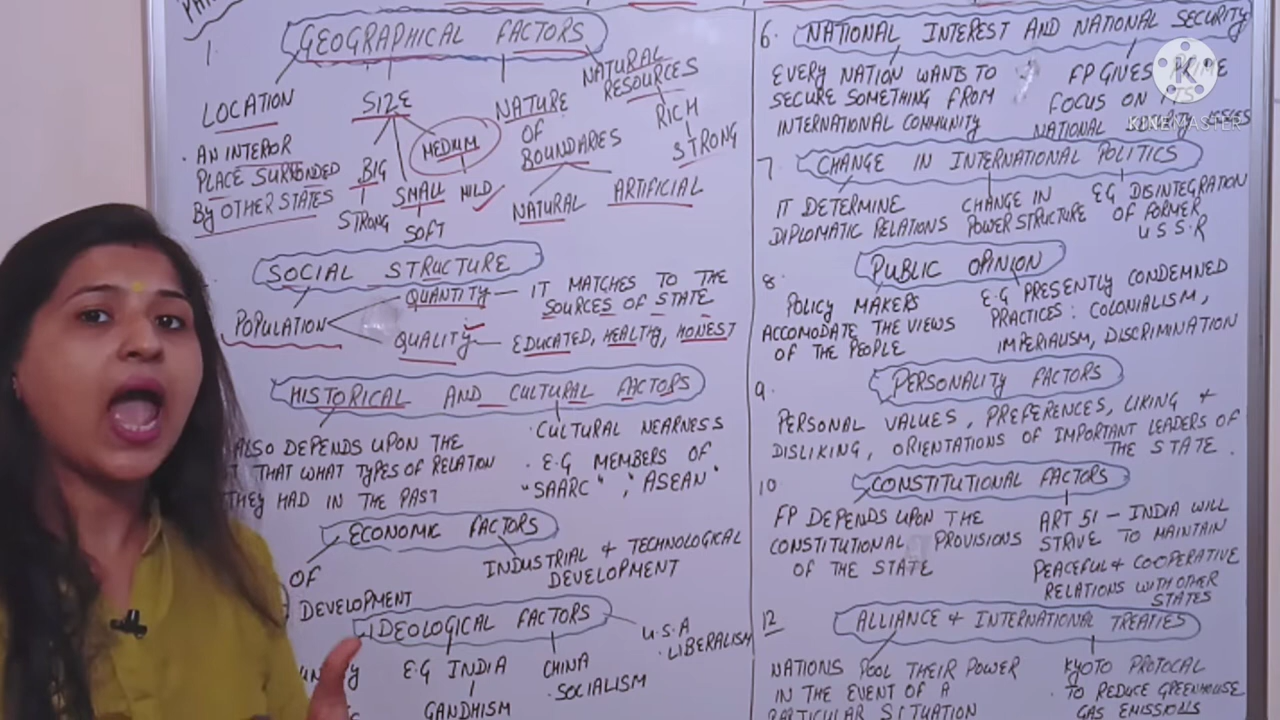 1.
GEOGRAPHICAL FACTORS
LOCATION
SIZE
NATURE
OF
BOUNDARIES
NATURAL
RESOURCES
RICH
STRONG
. AN INTERIOR
PLACE SURROUNDED
BY OTHER STATES
BIG
STRONG
SMALL
SOFT
MEDIUM
MILD
NATURAL
ARTIFICIAL
SOCIAL STRUCTURE
POPULATION
QUANTITY — IT MATCHES TO THE
SOURCES OF STATE
QUALITY — EDUCATED, HEALTHY, HONEST
HISTORICAL AND CULTURAL FACTORS
ALSO DEPENDS UPON THE
THAT WHAT TYPES OF RELATION
THEY HAD IN THE PAST
. CULTURAL NEARNESS
. E.G MEMBERS OF
"SAARC", "ASEAN"
ECONOMIC FACTORS
OF
DEVELOPMENT
INDUSTRIAL & TECHNOLOGICAL
DEVELOPMENT
IDEOLOGICAL FACTORS
E.G INDIA
GANDHISM
CHINA
. SOCIALISM
U.S.A
. LIBERALISM
6. NATIONAL INTEREST AND NATIONAL SECURITY
EVERY NATION WANTS TO
SECURE SOMETHING FROM
INTERNATIONAL COMMUNITY
FP GIVES PRIME
FOCUS ON ITS
NATIONAL
KINEMASTER
7. CHANGE IN INTERNATIONAL POLITICS
IT DETERMINE
DIPLOMATIC RELATIONS
CHANGE IN
POWER STRUCTURE
E.G DISINTEGRATION
OF FORMER
U S S R
8. PUBLIC OPINION
POLICY MAKERS
ACCOMODATE THE VIEWS
OF THE PEOPLE
E.G PRESENTLY CONDEMNED
PRACTICES : COLONIALISM,
IMPERIALISM, DISCRIMINATION
9. PERSONALITY FACTORS
PERSONAL VALUES, PREFERENCES, LIKING &
DISLIKING, ORIENTATIONS OF IMPORTANT LEADERS OF
THE STATE.
10 CONSTITUTIONAL FACTORS
FP DEPENDS UPON THE
CONSTITUTIONAL PROVISIONS
OF THE STATE
ART 51 — INDIA WILL
STRIVE TO MAINTAIN
PEACEFUL & COOPERATIVE
RELATIONS WITH OTHER
STATES
12 ALLIANCE & INTERNATIONAL TREATIES
NATIONS POOL THEIR POWER
IN THE EVENT OF A
PARTICULAR SITUATION
KYOTO PROTOCAL
. TO REDUCE GREENHOUSE
GAS EMISSIONS